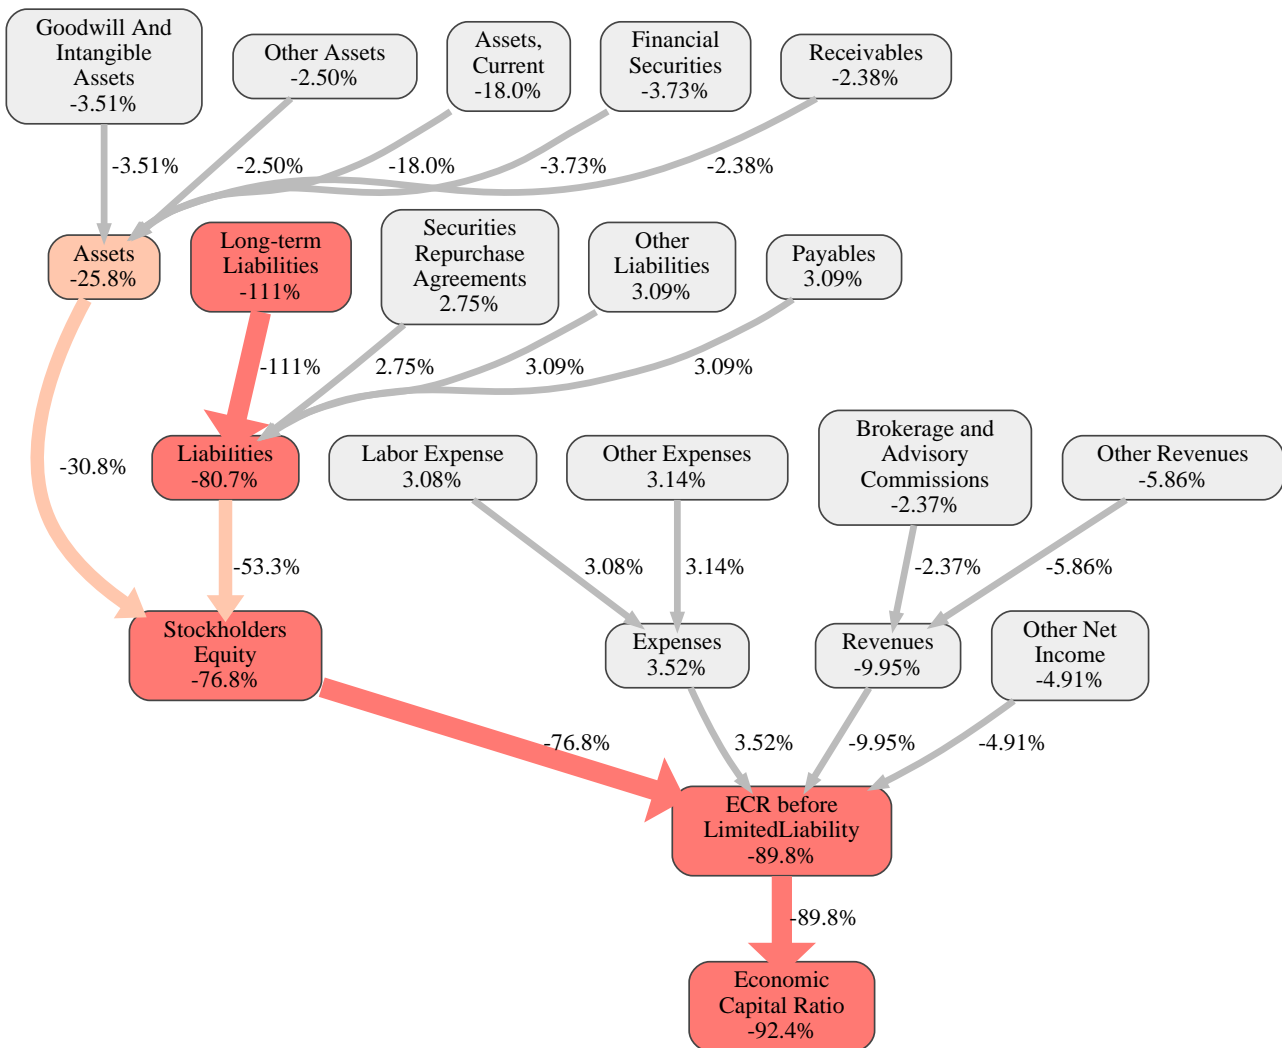 Goodwill And
Intangible
Assets
-3.51%
Other Assets
-2.50%
Assets,
Current
-18.0%
Financial
Securities
-3.73%
Receivables
-2.38%
-3.51%
-2.50%
-18.0%
-3.73%
-2.38%
Assets
-25.8%
Long-term
Liabilities
-111%
Securities
Repurchase
Agreements
2.75%
Other
Liabilities
3.09%
Payables
3.09%
-111%
2.75%
3.09%
3.09%
Liabilities
-80.7%
Labor Expense
3.08%
Other Expenses
3.14%
Brokerage and
Advisory
Commissions
-2.37%
Other Revenues
-5.86%
-30.8%
-53.3%
3.08%
3.14%
-2.37%
-5.86%
Stockholders
Equity
-76.8%
Expenses
3.52%
Revenues
-9.95%
Other Net
Income
-4.91%
-76.8%
3.52%
-9.95%
-4.91%
ECR before
LimitedLiability
-89.8%
-89.8%
Economic
Capital Ratio
-92.4%